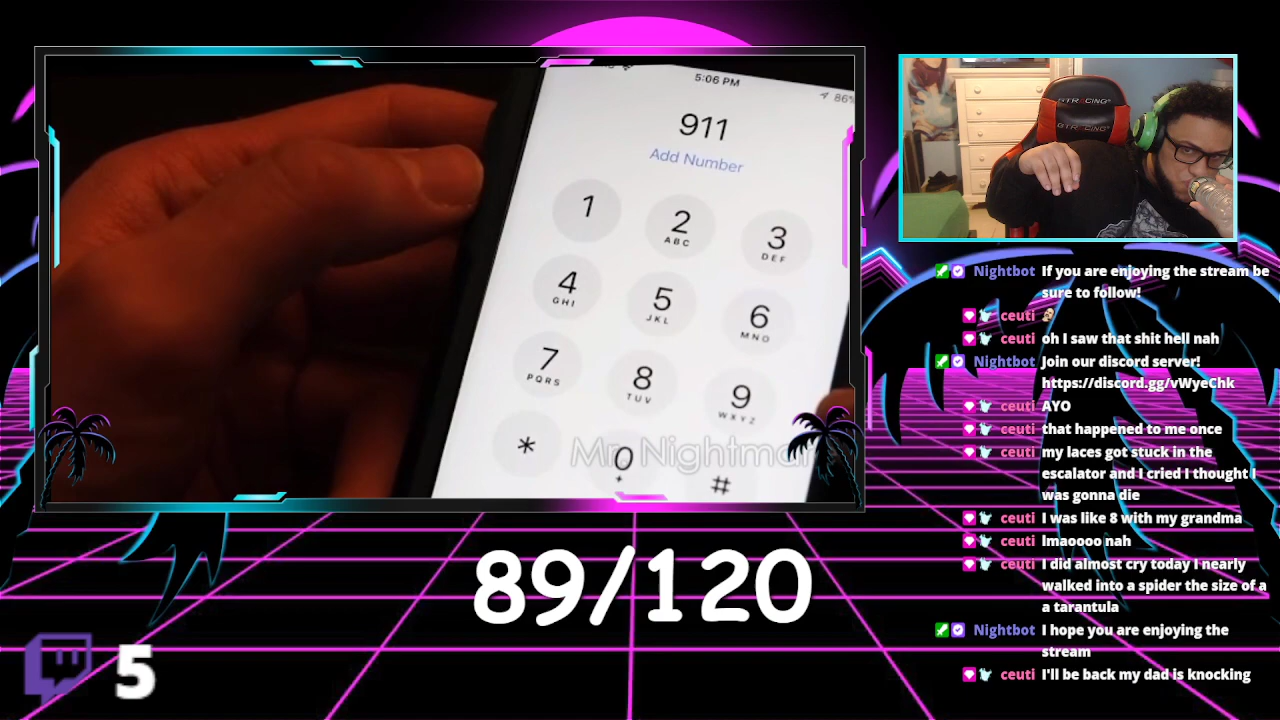 5:06 PM
86%
911
Add Number
1
2
ABC
3
DEF
4
GHI
5
JKL
6
MNO
7
PQRS
8
TUV
9
WXYZ
*
0
+
#
Mr. Nightmar
GTRACING
GTRACING
Nightbot If you are enjoying the stream be
sure to follow!
ceuti
ceuti oh I saw that shit hell nah
Nightbot Join our discord server!
https://discord.gg/vWyeChk
ceuti AYO
ceuti that happened to me once
ceuti my laces got stuck in the
escalator and I cried I thought I
was gonna die
ceuti I was like 8 with my grandma
ceuti lmaoooo nah
ceuti I did almost cry today I nearly
walked into a spider the size of a
a tarantula
Nightbot I hope you are enjoying the
stream
ceuti I'll be back my dad is knocking
89/120
5